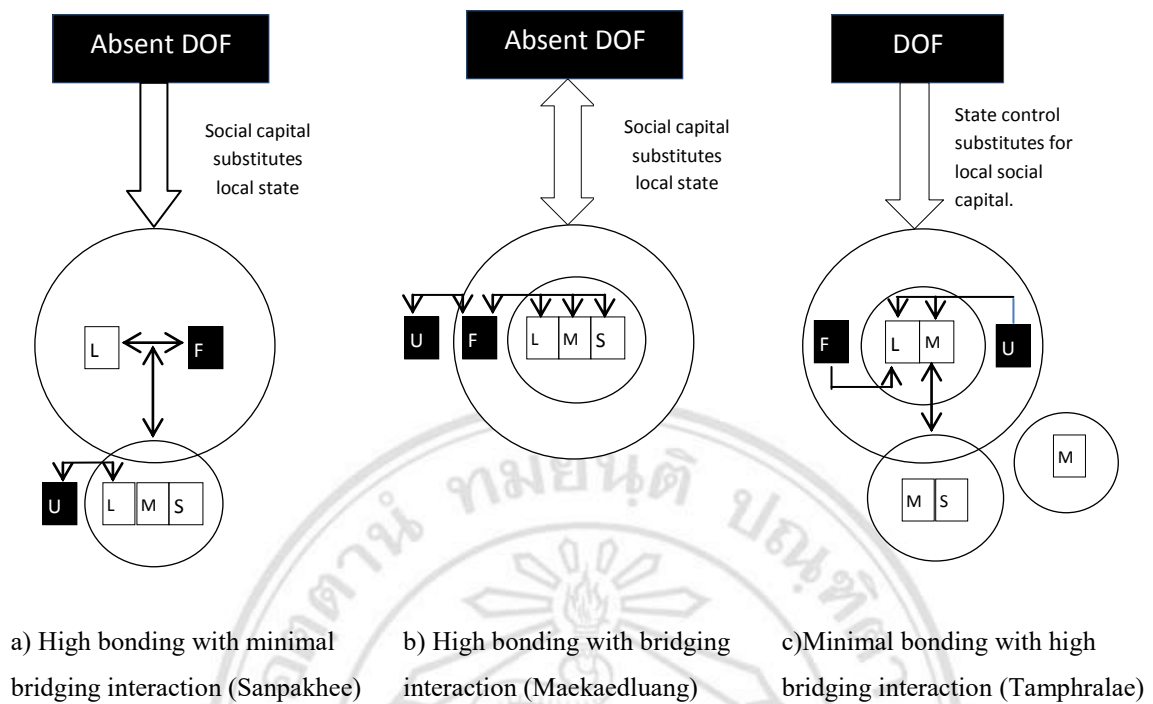 Absent DOF
Social capital
substitutes
local state
L
F
U
L M S
a) High bonding with minimal
bridging interaction (Sanpakhee)
Absent DOF
Social capital
substitutes
local state
U F L M S
b) High bonding with bridging
interaction (Maekaedluang)
DOF
State control
substitutes for
local social
capital.
F L M U
M S
M
c)Minimal bonding with high
bridging interaction (Tamphralae)